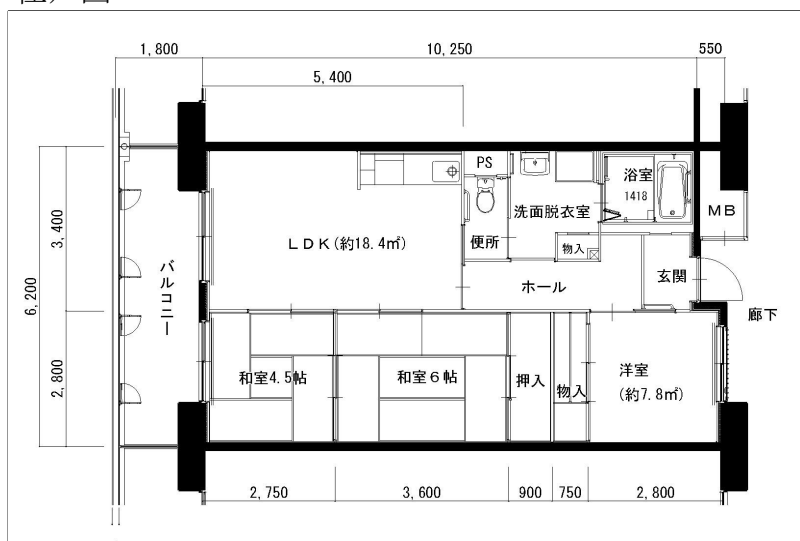 1,800
10,250
550
5,400
PS
浴室
1418
洗面脱衣室
MB
3,400
LDK(約18.4㎡)
便所
物入
玄関
バルコニー
ホール
6,200
廊下
2,800
和室4.5帖
和室6帖
押入
物入
洋室
(約7.8㎡)
2,750
3,600
900
750
2,800